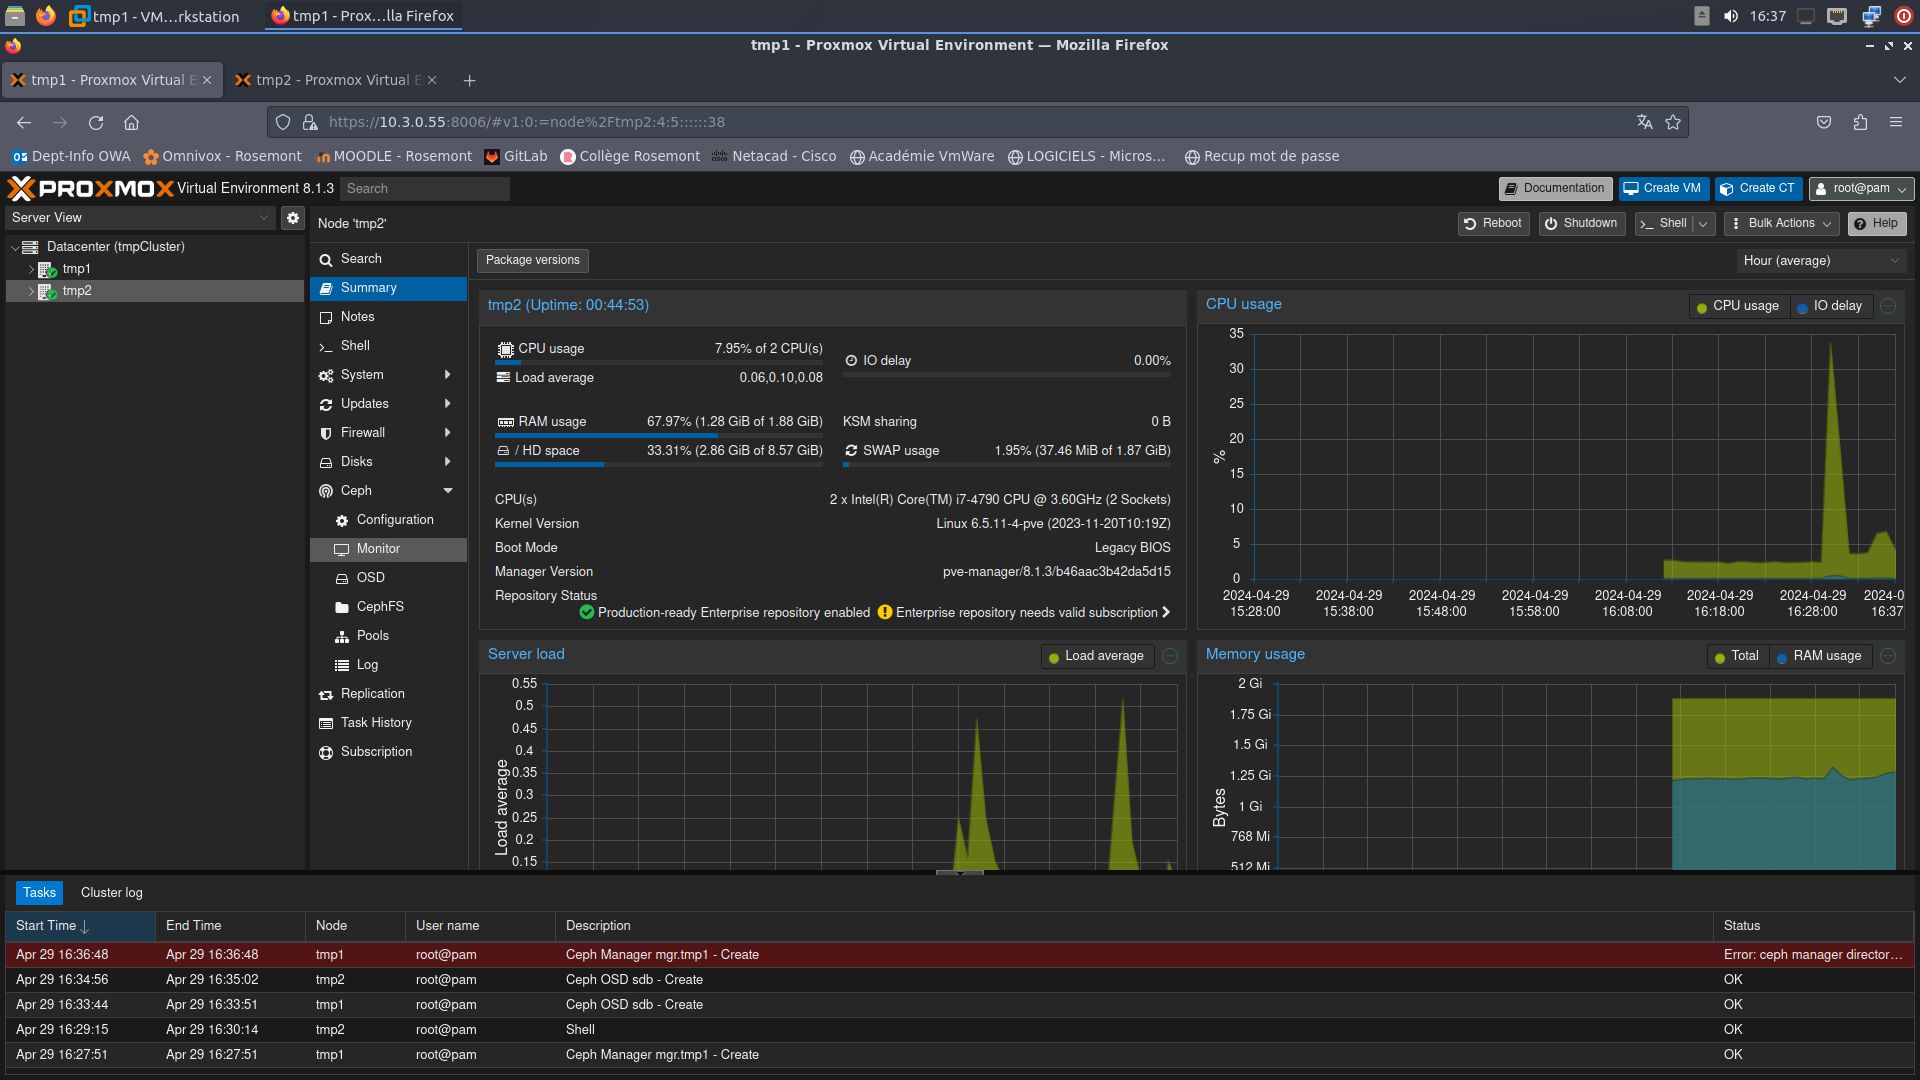 tmp1 - VM...rkstation
tmp1 - Prox...lla Firefox
16:37
tmp1 - Proxmox Virtual Environment — Mozilla Firefox
tmp1 - Proxmox Virtual E
tmp2 - Proxmox Virtual E
https://10.3.0.55:8006/#v1:0:=node%2Ftmp2:4:5::::::38
Dept-Info OWA
Omnivox - Rosemont
MOODLE - Rosemont
GitLab
Collège Rosemont
Netacad - Cisco
Académie VmWare
LOGICIELS - Micros...
Recup mot de passe
PROXMOX Virtual Environment 8.1.3
Search
Documentation
Create VM
Create CT
root@pam
Server View
Node 'tmp2'
Reboot
Shutdown
Shell
Bulk Actions
Help
Datacenter (tmpCluster)
tmp1
tmp2
Search
Summary
Notes
Shell
System
Updates
Firewall
Disks
Ceph
Configuration
Monitor
OSD
CephFS
Pools
Log
Replication
Task History
Subscription
Package versions
Hour (average)
tmp2 (Uptime: 00:44:53)
CPU usage 7.95% of 2 CPU(s)
IO delay 0.00%
Load average 0.06,0.10,0.08
RAM usage 67.97% (1.28 GiB of 1.88 GiB)
KSM sharing 0 B
/ HD space 33.31% (2.86 GiB of 8.57 GiB)
SWAP usage 1.95% (37.46 MiB of 1.87 GiB)
CPU(s) 2 x Intel(R) Core(TM) i7-4790 CPU @ 3.60GHz (2 Sockets)
Kernel Version Linux 6.5.11-4-pve (2023-11-20T10:19Z)
Boot Mode Legacy BIOS
Manager Version pve-manager/8.1.3/b46aac3b42da5d15
Repository Status
Production-ready Enterprise repository enabled Enterprise repository needs valid subscription
CPU usage
CPU usage IO delay
35
30
25
20
15
10
5
0
%
2024-04-29 2024-04-29 2024-04-29 2024-04-29 2024-04-29 2024-04-29 2024-04-29 2024-0
15:28:00 15:38:00 15:48:00 15:58:00 16:08:00 16:18:00 16:28:00 16:37
Server load
Load average
0.55
0.5
0.45
0.4
0.35
0.3
0.25
0.2
0.15
Load average
Memory usage
Total RAM usage
2 Gi
1.75 Gi
1.5 Gi
1.25 Gi
1 Gi
768 Mi
512 Mi
Bytes
Tasks Cluster log
Start Time End Time Node User name Description Status
Apr 29 16:36:48 Apr 29 16:36:48 tmp1 root@pam Ceph Manager mgr.tmp1 - Create Error: ceph manager director...
Apr 29 16:34:56 Apr 29 16:35:02 tmp2 root@pam Ceph OSD sdb - Create OK
Apr 29 16:33:44 Apr 29 16:33:51 tmp1 root@pam Ceph OSD sdb - Create OK
Apr 29 16:29:15 Apr 29 16:30:14 tmp2 root@pam Shell OK
Apr 29 16:27:51 Apr 29 16:27:51 tmp1 root@pam Ceph Manager mgr.tmp1 - Create OK